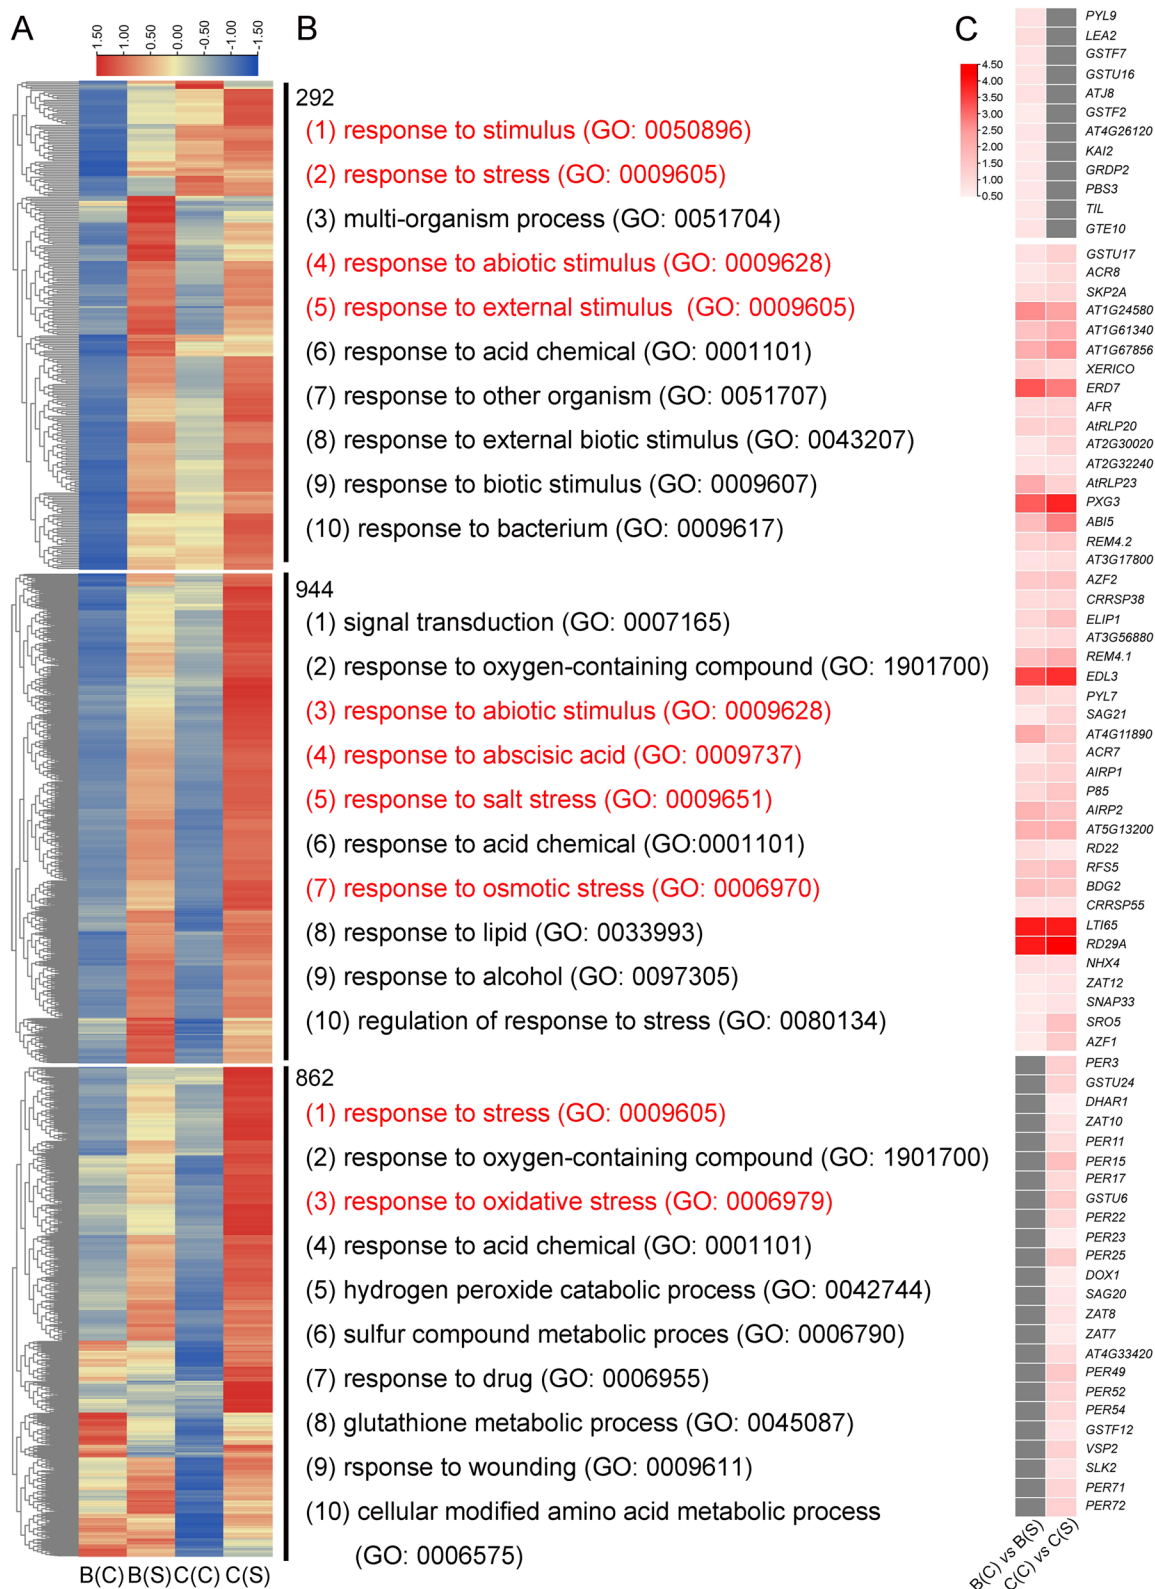 A
B
C
1.50
1.00
0.50
0.00
-0.50
-1.00
-1.50
292
(1) response to stimulus (GO: 0050896)
(2) response to stress (GO: 0009605)
(3) multi-organism process (GO: 0051704)
(4) response to abiotic stimulus (GO: 0009628)
(5) response to external stimulus (GO: 0009605)
(6) response to acid chemical (GO: 0001101)
(7) response to other organism (GO: 0051707)
(8) response to external biotic stimulus (GO: 0043207)
(9) response to biotic stimulus (GO: 0009607)
(10) response to bacterium (GO: 0009617)
944
(1) signal transduction (GO: 0007165)
(2) response to oxygen-containing compound (GO: 1901700)
(3) response to abiotic stimulus (GO: 0009628)
(4) response to abscisic acid (GO: 0009737)
(5) response to salt stress (GO: 0009651)
(6) response to acid chemical (GO:0001101)
(7) response to osmotic stress (GO: 0006970)
(8) response to lipid (GO: 0033993)
(9) response to alcohol (GO: 0097305)
(10) regulation of response to stress (GO: 0080134)
862
(1) response to stress (GO: 0009605)
(2) response to oxygen-containing compound (GO: 1901700)
(3) response to oxidative stress (GO: 0006979)
(4) response to acid chemical (GO: 0001101)
(5) hydrogen peroxide catabolic process (GO: 0042744)
(6) sulfur compound metabolic proces (GO: 0006790)
(7) response to drug (GO: 0006955)
(8) glutathione metabolic process (GO: 0045087)
(9) rsponse to wounding (GO: 0009611)
(10) cellular modified amino acid metabolic process
(GO: 0006575)
B(C) B(S) C(C) C(S)
4.50
4.00
3.50
3.00
2.50
2.00
1.50
1.00
0.50
PYL9
LEA2
GSTF7
GSTU16
ATJ8
GSTF2
AT4G26120
KAI2
GRDP2
PBS3
TIL
GTE10
GSTU17
ACR8
SKP2A
AT1G24580
AT1G61340
AT1G67856
XERICO
ERD7
AFR
AtRLP20
AT2G30020
AT2G32240
AtRLP23
PXG3
ABI5
REM4.2
AT3G17800
AZF2
CRRSP38
ELIP1
AT3G56880
REM4.1
EDL3
PYL7
SAG21
AT4G11890
ACR7
AIRP1
P85
AIRP2
AT5G13200
RD22
RFS5
BDG2
CRRSP55
LTI65
RD29A
NHX4
ZAT12
SNAP33
SRO5
AZF1
PER3
GSTU24
DHAR1
ZAT10
PER11
PER15
PER17
GSTU6
PER22
PER23
PER25
DOX1
SAG20
ZAT8
ZAT7
AT4G33420
PER49
PER52
PER54
GSTF12
VSP2
SLK2
PER71
PER72
B(C) vs B(S)
C(C) vs C(S)